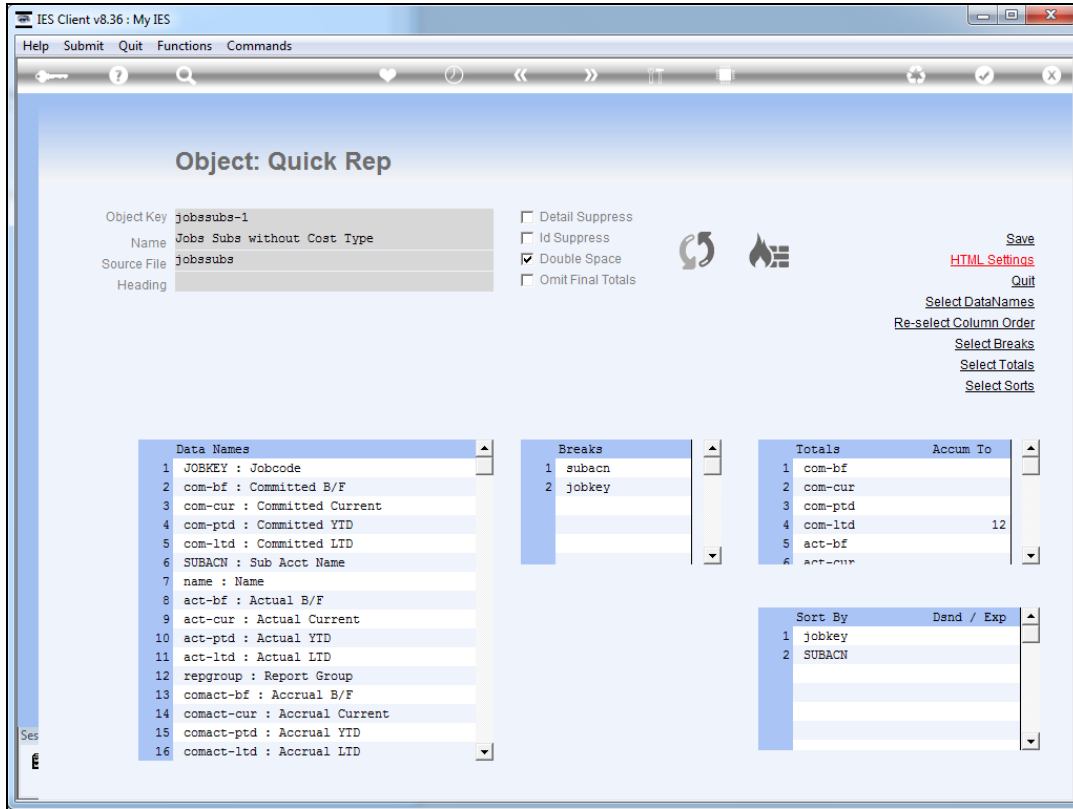 IES Client v8.36 : My IES
Help Submit Quit Functions Commands
Object: Quick Rep
Object Key jobssubs-1
Name Jobs Subs without Cost Type
Source File jobssubs
Heading
Detail Suppress
Id Suppress
Double Space
Omit Final Totals
Save
HTML Settings
Quit
Select DataNames
Re-select Column Order
Select Breaks
Select Totals
Select Sorts
Data Names
1 JOBKEY : Jobcode
2 com-bf : Committed B/F
3 com-cur : Committed Current
4 com-ptd : Committed YTD
5 com-ltd : Committed LTD
6 SUBACN : Sub Acct Name
7 name : Name
8 act-bf : Actual B/F
9 act-cur : Actual Current
10 act-ptd : Actual YTD
11 act-ltd : Actual LTD
12 repgroup : Report Group
13 comact-bf : Accrual B/F
14 comact-cur : Accrual Current
15 comact-ptd : Accrual YTD
16 comact-ltd : Accrual LTD
Breaks
1 subacn
2 jobkey
Totals Accum To
1 com-bf
2 com-cur
3 com-ptd
4 com-ltd 12
5 act-bf
6 act-cur
Sort By Dsnd / Exp
1 jobkey
2 SUBACN
Ses